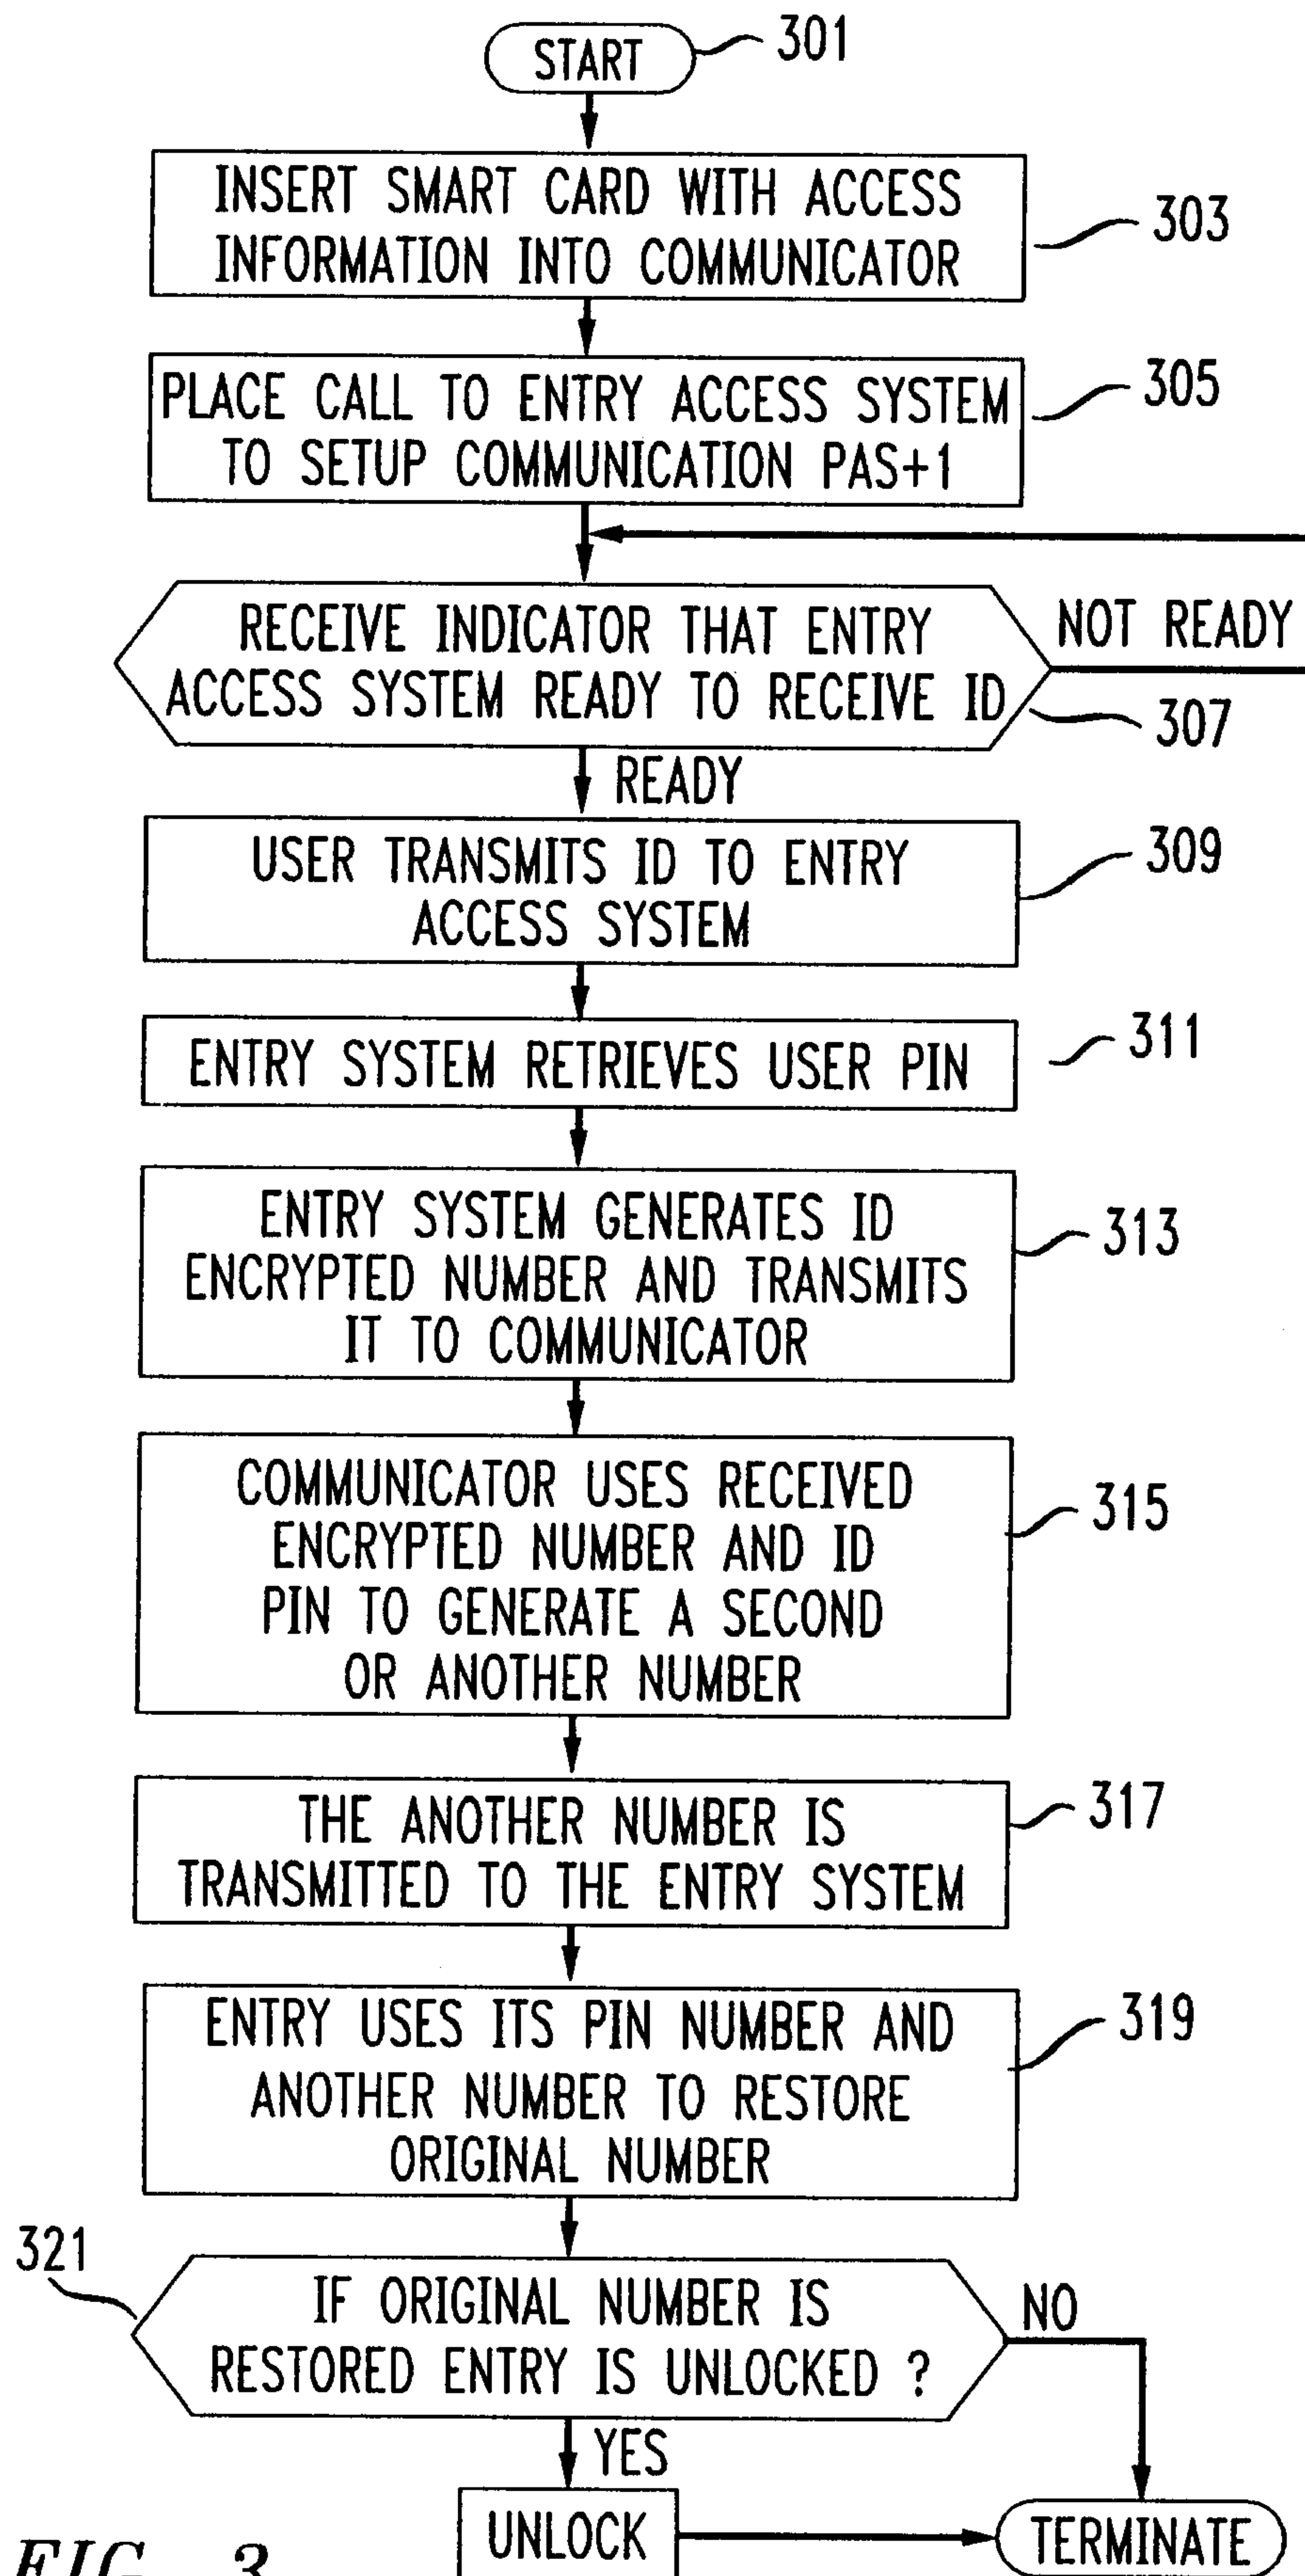 START
301
INSERT SMART CARD WITH ACCESS
INFORMATION INTO COMMUNICATOR
303
PLACE CALL TO ENTRY ACCESS SYSTEM
TO SETUP COMMUNICATION PAS+1
305
RECEIVE INDICATOR THAT ENTRY
ACCESS SYSTEM READY TO RECEIVE ID
NOT READY
307
READY
USER TRANSMITS ID TO ENTRY
ACCESS SYSTEM
309
ENTRY SYSTEM RETRIEVES USER PIN
311
ENTRY SYSTEM GENERATES ID
ENCRYPTED NUMBER AND TRANSMITS
IT TO COMMUNICATOR
313
COMMUNICATOR USES RECEIVED
ENCRYPTED NUMBER AND ID
PIN TO GENERATE A SECOND
OR ANOTHER NUMBER
315
THE ANOTHER NUMBER IS
TRANSMITTED TO THE ENTRY SYSTEM
317
ENTRY USES ITS PIN NUMBER AND
ANOTHER NUMBER TO RESTORE
ORIGINAL NUMBER
319
321
IF ORIGINAL NUMBER IS
RESTORED ENTRY IS UNLOCKED ?
NO
YES
UNLOCK
TERMINATE
FIG. 3